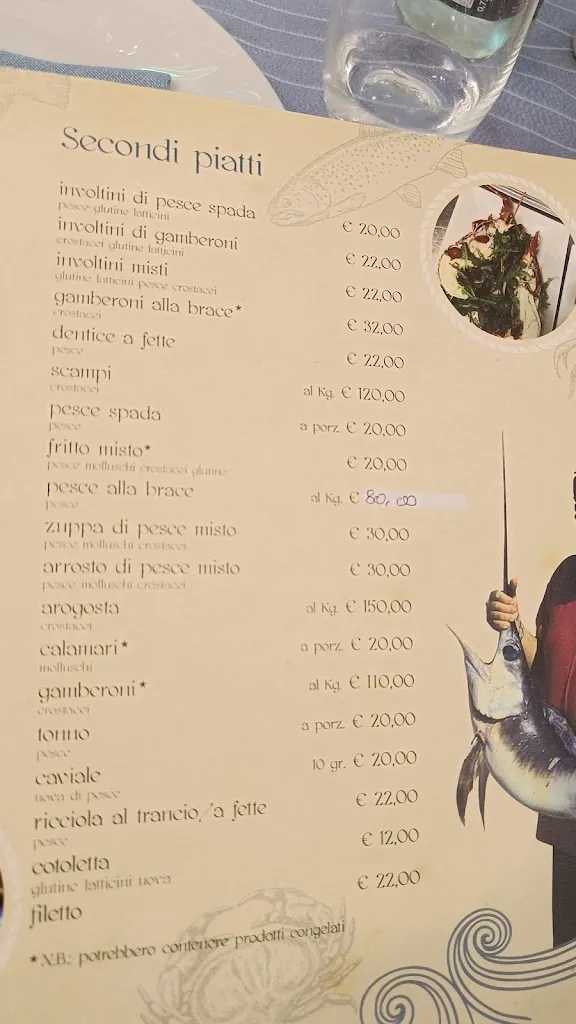 Secondi piatti
involtini di pesce spada € 20,00
pesce glutine latticini
involtini di gamberoni € 22,00
crostacei glutine latticini
involtini misti € 22,00
glutine latticini pesce crostacei
gamberoni alla brace* € 32,00
crostacei
dentice a fette € 22,00
pesce
scampi al Kg. € 120,00
crostacei
pesce spada a porz. € 20,00
pesce
fritto misto* € 20,00
pesce molluschi crostacei glutine
pesce alla brace al Kg. € 80,00
pesce
zuppa di pesce misto € 30,00
pesce molluschi crostacei
arrosto di pesce misto € 30,00
pesce molluschi crostacei
arogosta al Kg. € 150,00
crostacei
calamari* a porz. € 20,00
molluschi
gamberoni* al Kg. € 110,00
crostacei
tonno a porz. € 20,00
pesce
caviale 10 gr. € 20,00
uova di pesce
ricciola al trancio/a fette € 22,00
pesce
cotoletta € 12,00
glutine latticini uova
filetto € 22,00
* N.B.: potrebbero contenere prodotti congelati